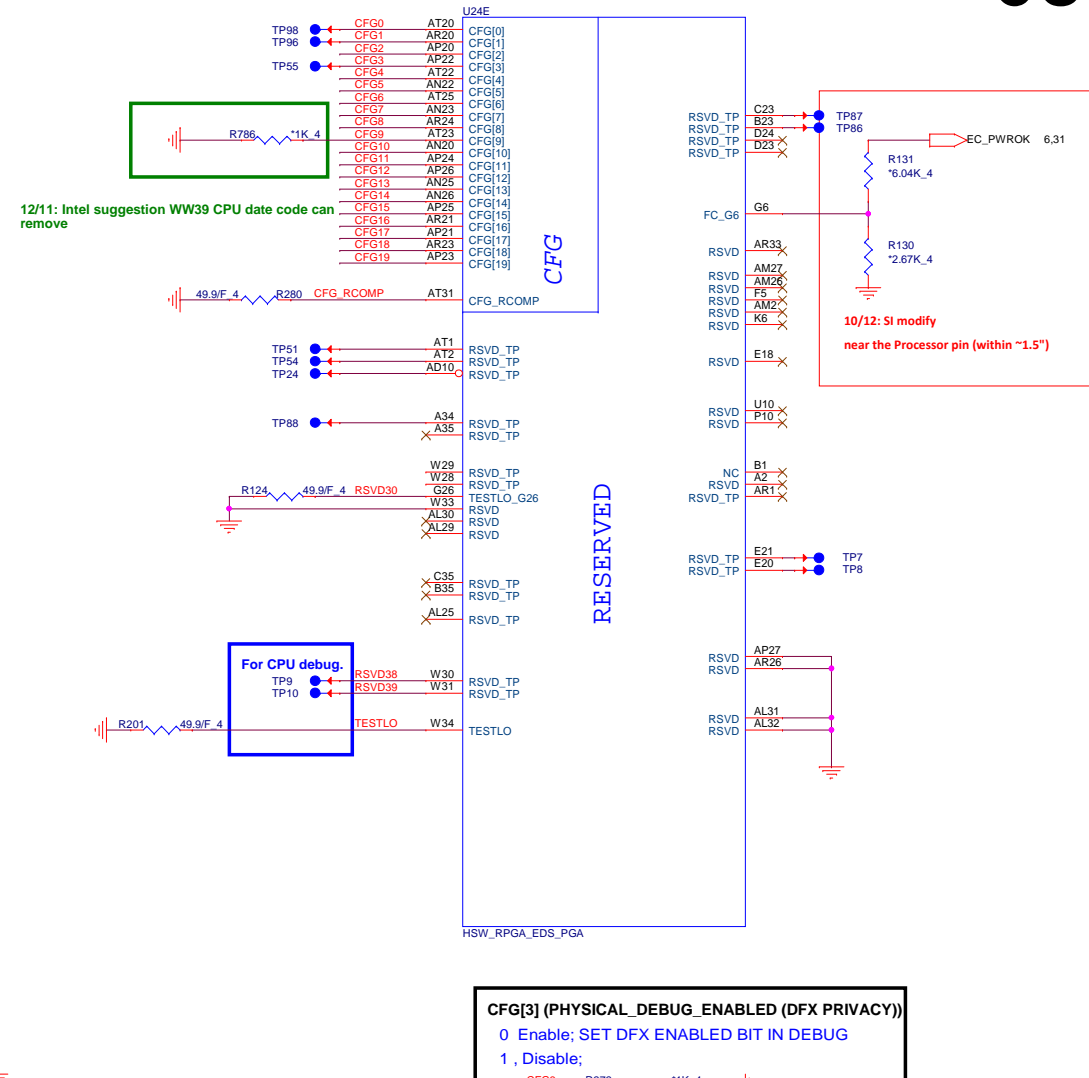 U24E
TP98 CFG0 AT20 CFG[0]
TP96 CFG1 AR20 CFG[1]
CFG2 AP20 CFG[2]
TP55 CFG3 AP22 CFG[3]
CFG4 AT22 CFG[4]
CFG5 AN22 CFG[5]
CFG6 AT25 CFG[6]
CFG7 AN23 CFG[7]
CFG8 AR24 CFG[8]
R786 *1K_4 CFG9 AT23 CFG[9]
CFG10 AN20 CFG[10]
CFG11 AP24 CFG[11]
CFG12 AP26 CFG[12]
CFG13 AN25 CFG[13]
CFG14 AN26 CFG[14]
CFG15 AP25 CFG[15]
CFG16 AR21 CFG[16]
CFG17 AP21 CFG[17]
CFG18 AR23 CFG[18]
CFG19 AP23 CFG[19]
12/11: Intel suggestion WW39 CPU date code can
remove
CFG
49.9/F_4 R280 CFG_RCOMP AT31 CFG_RCOMP
TP51 AT1 RSVD_TP
TP54 AT2 RSVD_TP
TP24 AD10 RSVD_TP
TP88 A34 RSVD_TP
A35 RSVD_TP
W29 RSVD_TP
W28 RSVD_TP
R124 49.9/F_4 RSVD30 G26 TESTLO_G26
W33 RSVD
AL30 RSVD
AL29 RSVD
C35 RSVD_TP
B35 RSVD_TP
AL25 RSVD_TP
For CPU debug.
TP9 RSVD38 W30 RSVD_TP
TP10 RSVD39 W31 RSVD_TP
R201 49.9/F_4 TESTLO W34 TESTLO
RESERVED
RSVD_TP C23 TP87
RSVD_TP B23 TP86
RSVD_TP D24
RSVD_TP D23
EC_PWROK 6,31
R131
*6.04K_4
FC_G6 G6
R130
*2.67K_4
10/12: SI modify
near the Processor pin (within ~1.5")
RSVD AR33
RSVD AM27
RSVD AM26
RSVD F5
RSVD AM2
RSVD K6
RSVD E18
RSVD U10
RSVD P10
NC B1
RSVD A2
RSVD_TP AR1
RSVD_TP E21 TP7
RSVD_TP E20 TP8
RSVD AP27
RSVD AR26
RSVD AL31
RSVD AL32
HSW_RPGA_EDS_PGA
CFG[3] (PHYSICAL_DEBUG_ENABLED (DFX PRIVACY))
0 Enable; SET DFX ENABLED BIT IN DEBUG
1 , Disable;